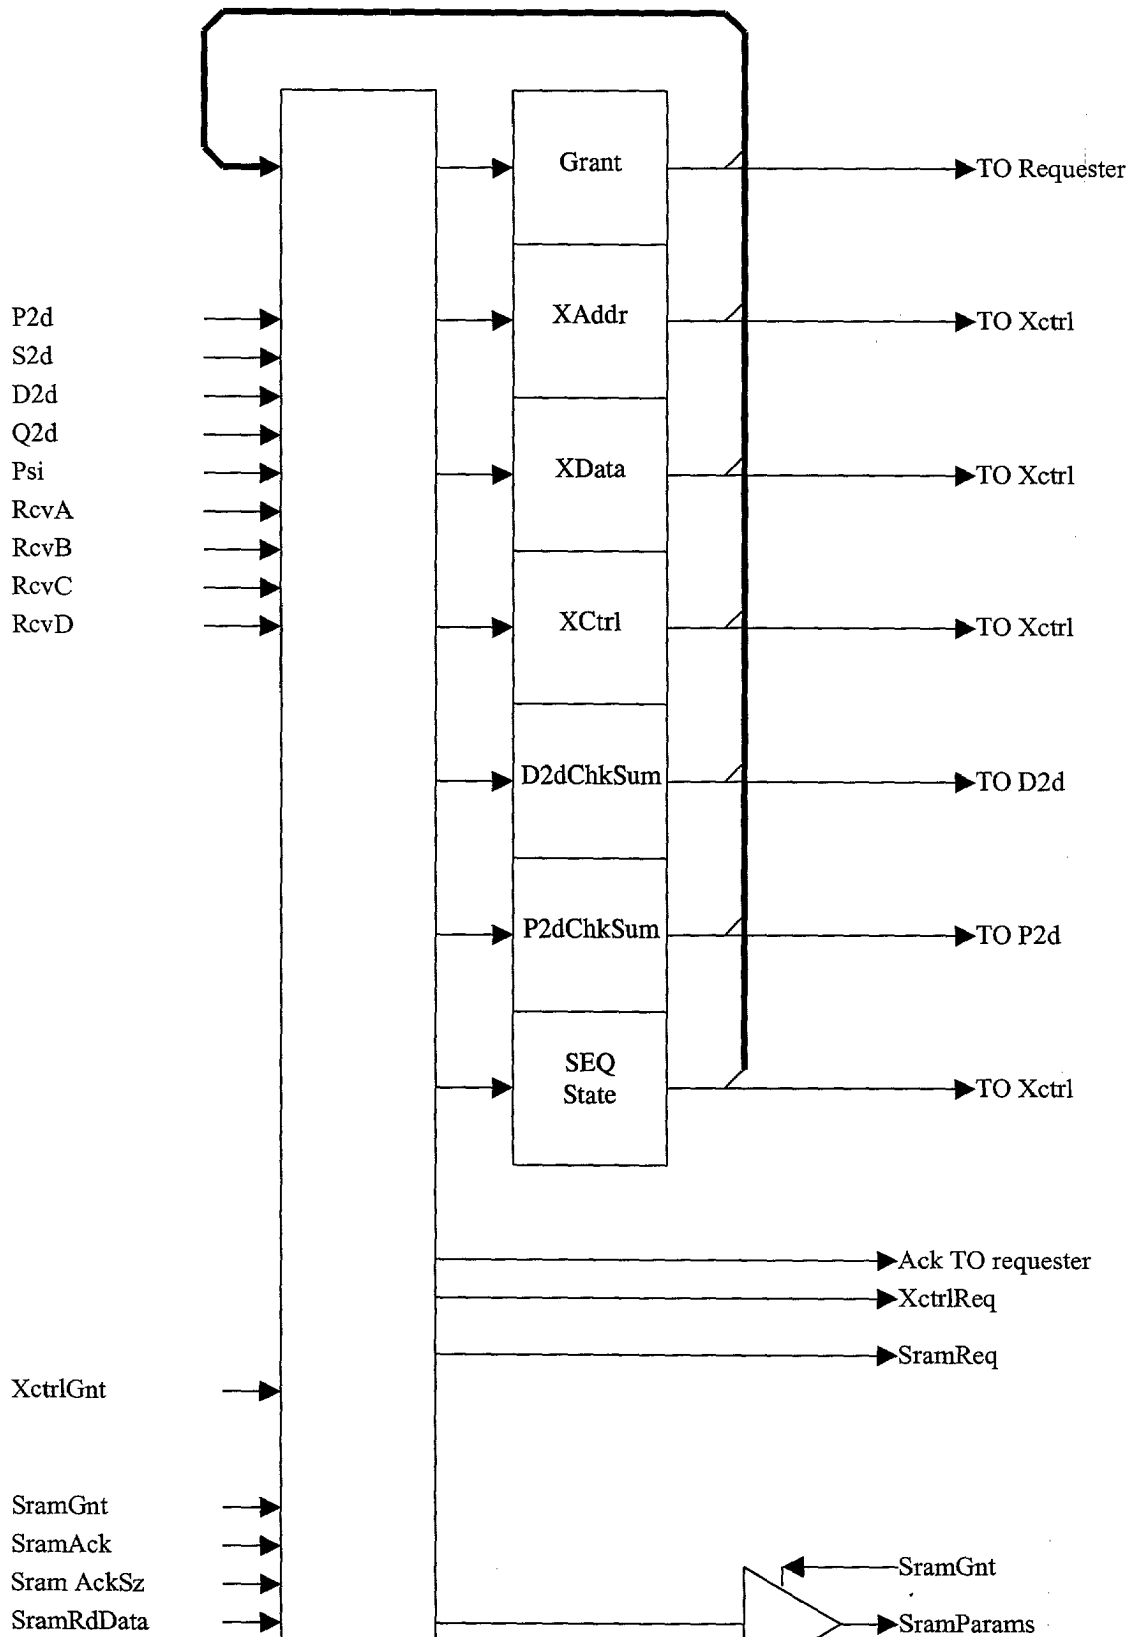 Grant
TO Requester
P2d
XAddr
TO Xctrl
S2d
D2d
Q2d
Psi
XData
TO Xctrl
RcvA
RcvB
RcvC
RcvD
XCtrl
TO Xctrl
D2dChkSum
TO D2d
P2dChkSum
TO P2d
SEQ
State
TO Xctrl
Ack TO requester
XctrlReq
SramReq
XctrlGnt
SramGnt
SramAck
Sram AckSz
SramGnt
SramRdData
SramParams